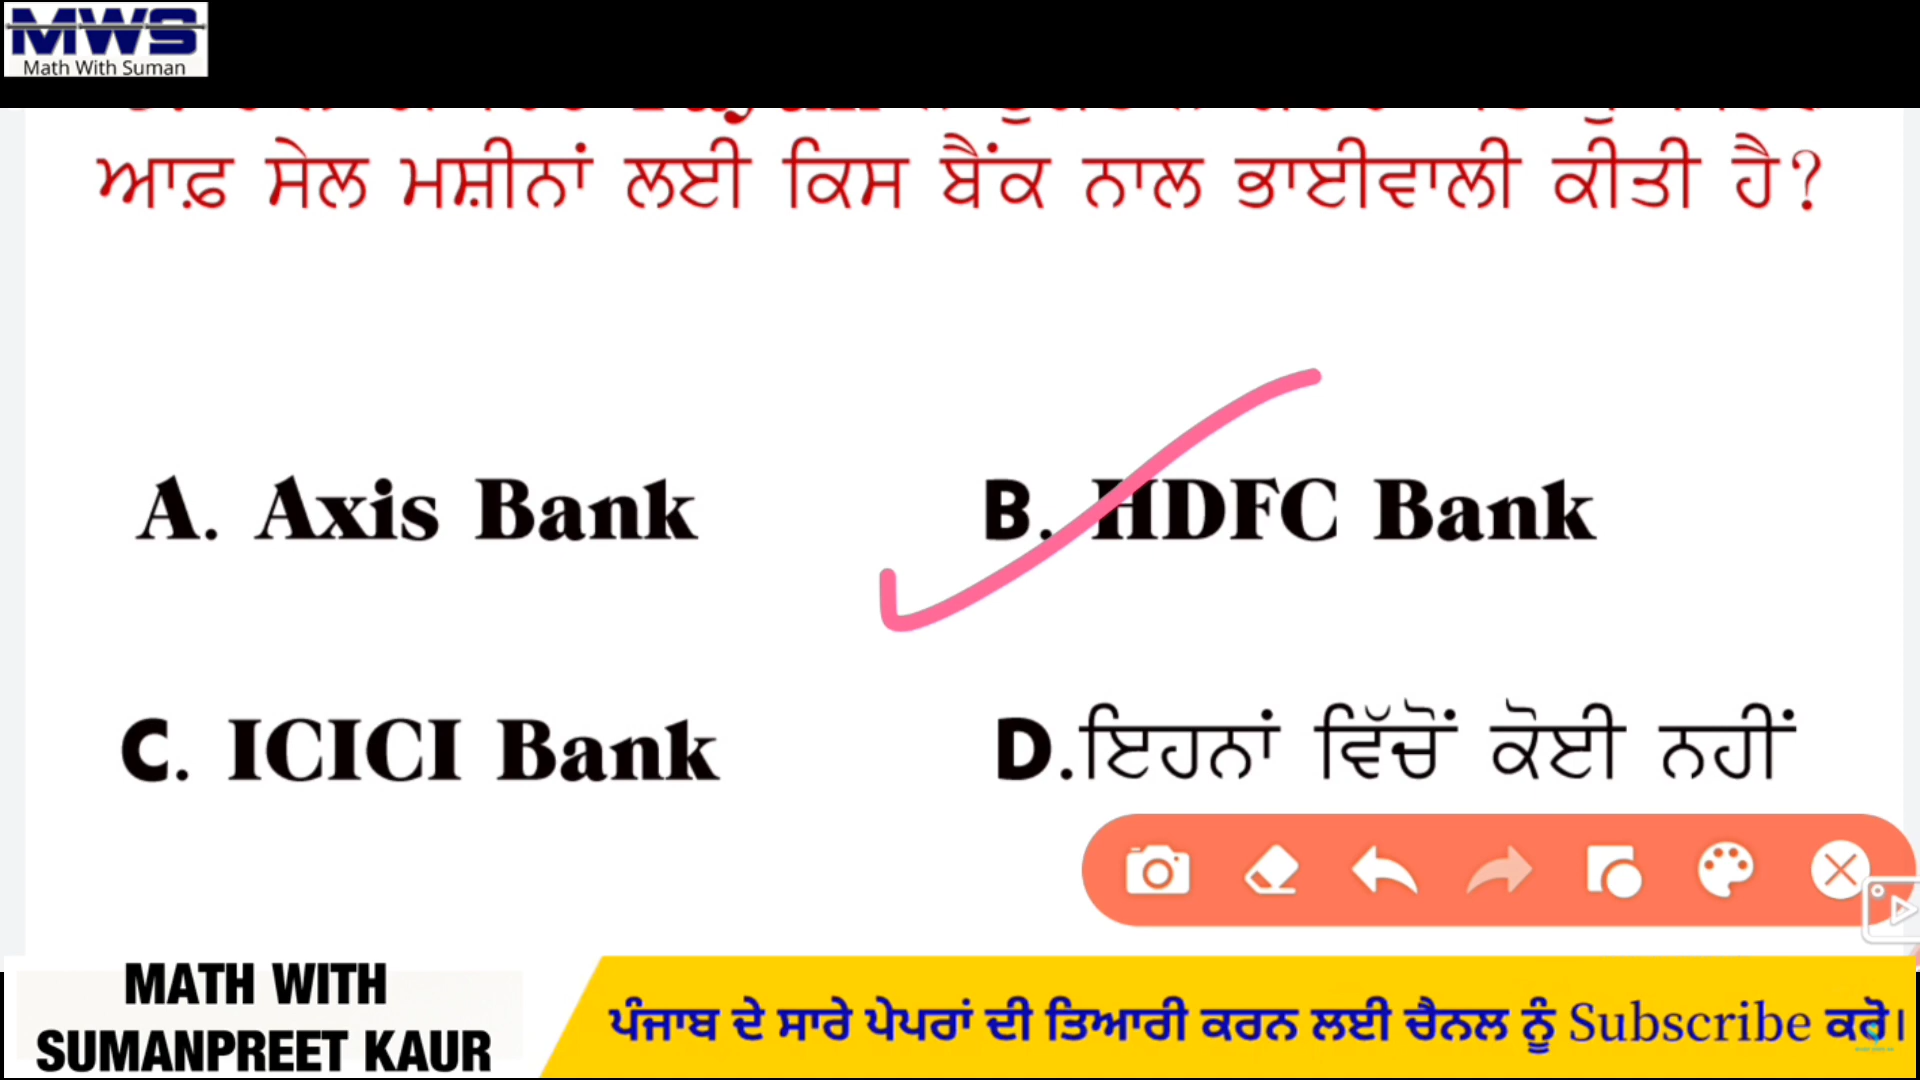 MWS
Math With Suman
ਆਫ਼ ਸੇਲ ਮਸ਼ੀਨਾਂ ਲਈ ਕਿਸ ਬੈਂਕ ਨਾਲ ਭਾਈਵਾਲੀ ਕੀਤੀ ਹੈ?
A. Axis Bank
B. HDFC Bank
C. ICICI Bank
D.ਇਹਨਾਂ ਵਿੱਚੋਂ ਕੋਈ ਨਹੀਂ
MATH WITH
SUMANPREET KAUR
ਪੰਜਾਬ ਦੇ ਸਾਰੇ ਪੇਪਰਾਂ ਦੀ ਤਿਆਰੀ ਕਰਨ ਲਈ ਚੈਨਲ ਨੂੰ Subscribe ਕਰੋ।